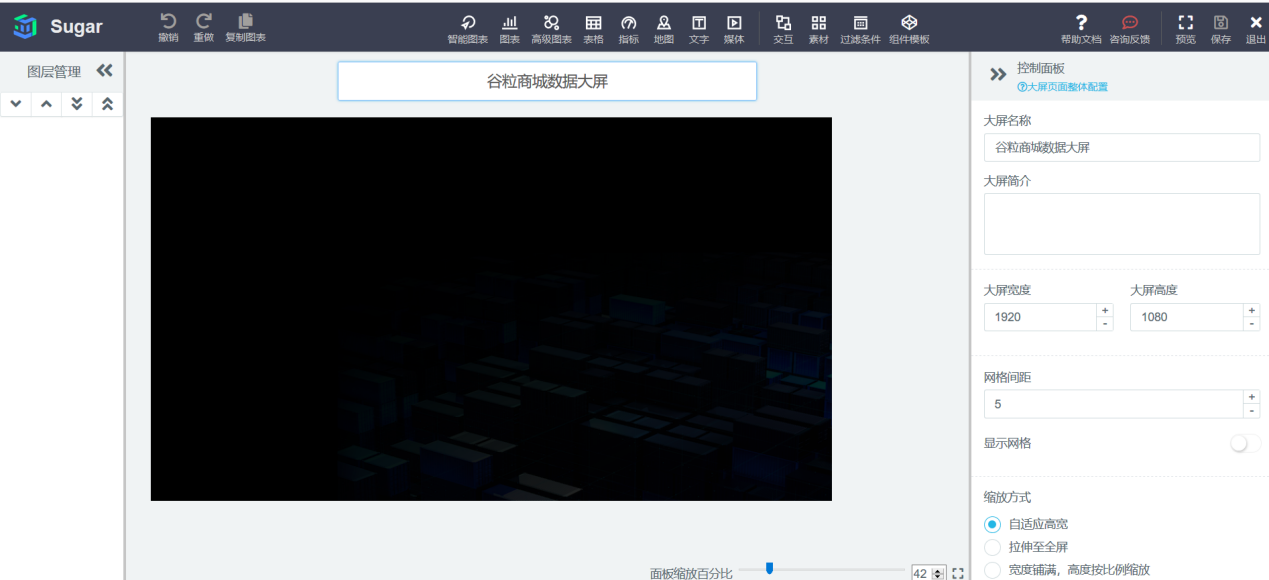 Sugar
撤销 重做 复制图表
智能图表 图表 高级图表 表格 指标 地图 文字 媒体 交互 素材 过滤条件 组件模板
帮助文档 咨询反馈 预览 保存 退出
图层管理
谷粒商城数据大屏
控制面板
大屏页面整体配置
大屏名称
谷粒商城数据大屏
大屏简介
大屏宽度 大屏高度
1920 1080
网格间距
5
显示网格
缩放方式
自适应高宽
拉伸至全屏
宽度铺满，高度按比例缩放
面板缩放百分比 42